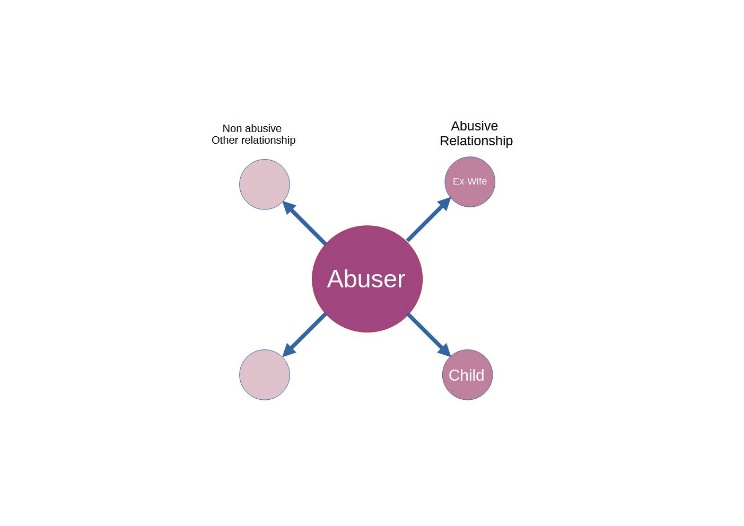 Non abusive
Other relationship
Abusive
Relationship
Ex-Wife
Abuser
Child